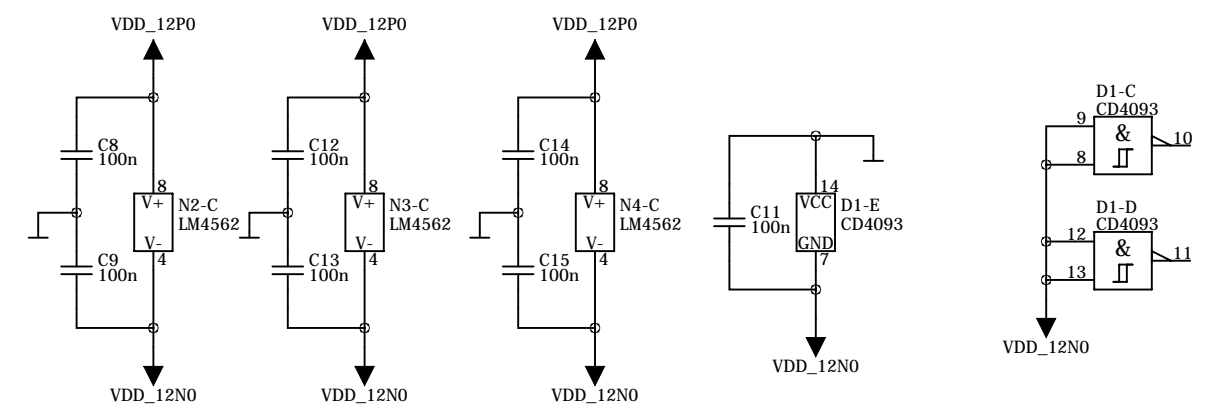 VDD_12P0
C8
100n
8
V+
N2-C
LM4562
V-
4
C9
100n
VDD_12N0
VDD_12P0
C12
100n
8
V+
N3-C
LM4562
V-
4
C13
100n
VDD_12N0
VDD_12P0
C14
100n
8
V+
N4-C
LM4562
V-
4
C15
100n
VDD_12N0
14
VCC
D1-E
CD4093
C11
100n
GND
7
VDD_12N0
D1-C
CD4093
9
&
10
8
D1-D
CD4093
12
&
11
13
VDD_12N0